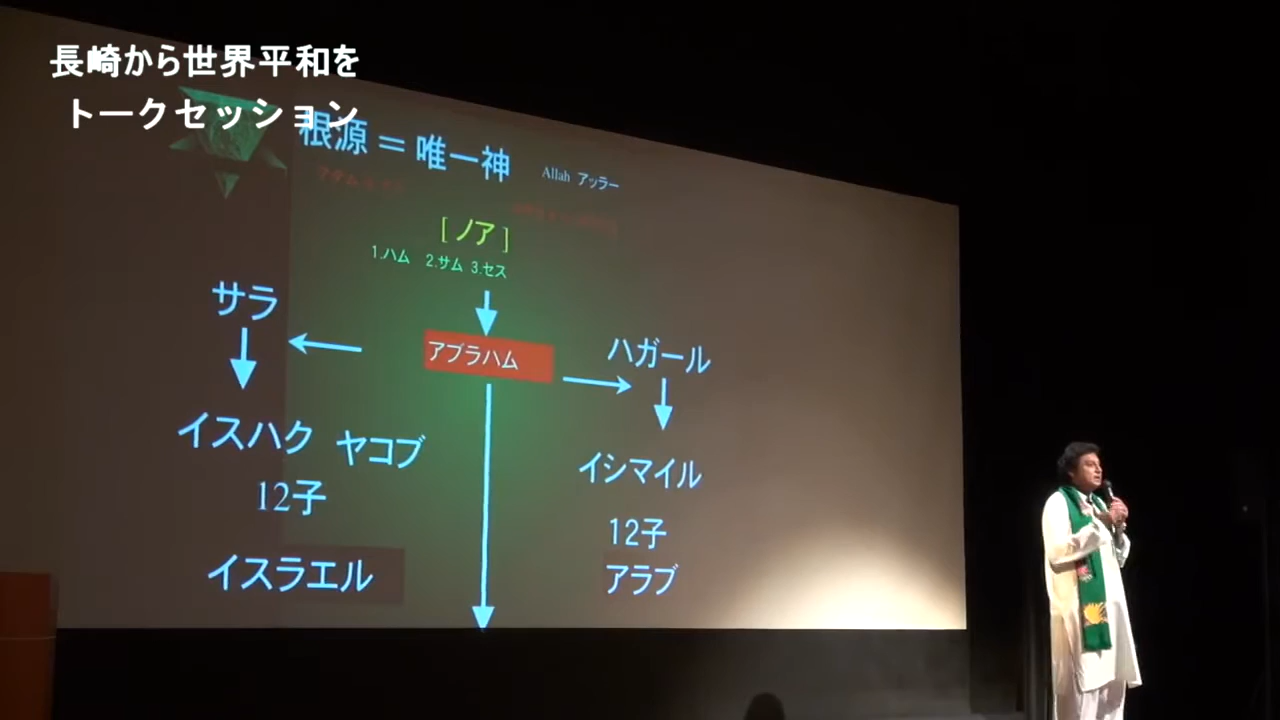 長崎から世界平和を
トークセッション
根源＝唯一神 Allah アッラー
[ノア]
1.ハム 2.サム 3.セス
サラ
アブラハム
ハガール
イスハク ヤコブ
イシマイル
12子
12子
イスラエル
アラブ